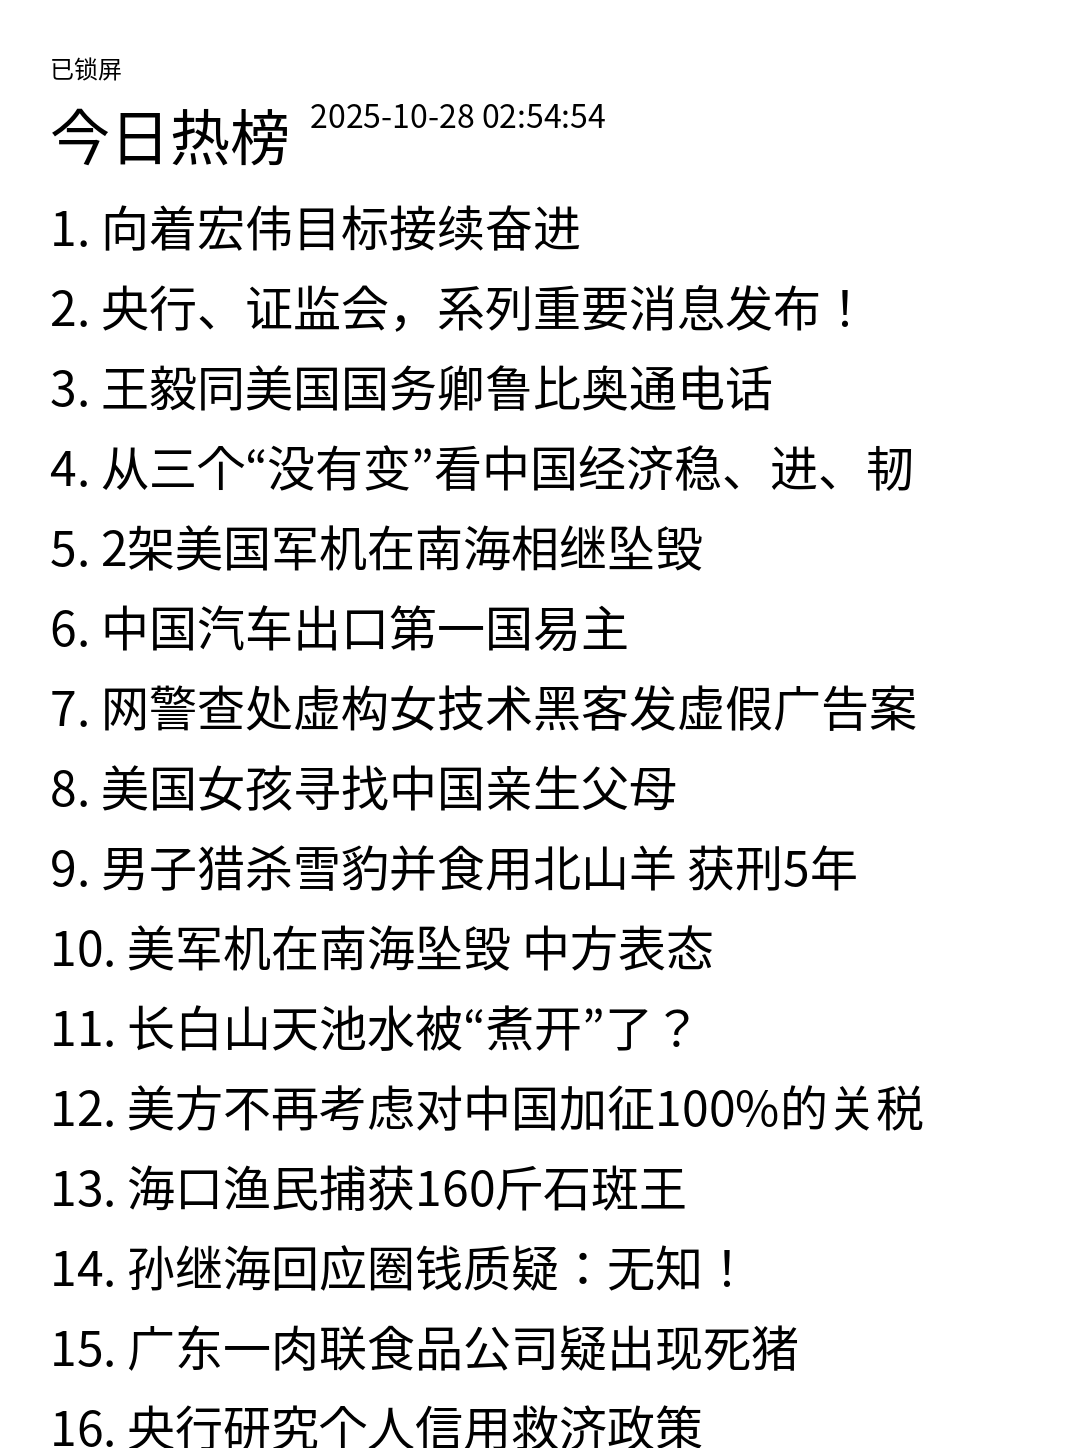 已锁屏
今日热榜 2025-10-28 02:54:54
1. 向着宏伟目标接续奋进
2. 央行、证监会，系列重要消息发布！
3. 王毅同美国国务卿鲁比奥通电话
4. 从三个“没有变”看中国经济稳、进、韧
5. 2架美国军机在南海相继坠毁
6. 中国汽车出口第一国易主
7. 网警查处虚构女技术黑客发虚假广告案
8. 美国女孩寻找中国亲生父母
9. 男子猎杀雪豹并食用北山羊 获刑5年
10. 美军机在南海坠毁 中方表态
11. 长白山天池水被“煮开”了？
12. 美方不再考虑对中国加征100%的关税
13. 海口渔民捕获160斤石斑王
14. 孙继海回应圈钱质疑：无知！
15. 广东一肉联食品公司疑出现死猪
16. 央行研究个人信用救济政策